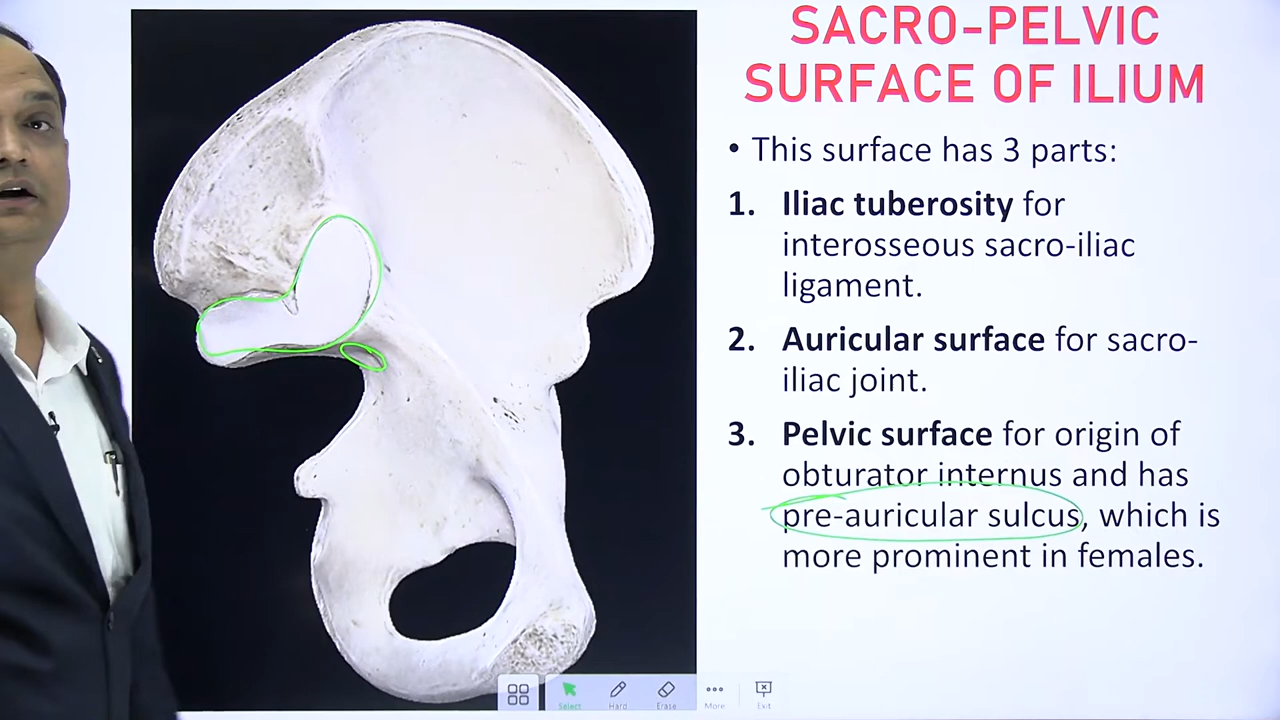 SACRO-PELVIC
SURFACE OF ILIUM
• This surface has 3 parts:
1. Iliac tuberosity for
interosseous sacro-iliac
ligament.
2. Auricular surface for sacro-
iliac joint.
3. Pelvic surface for origin of
obturator internus and has
pre-auricular sulcus, which is
more prominent in females.
Select Hard Erase More Exit